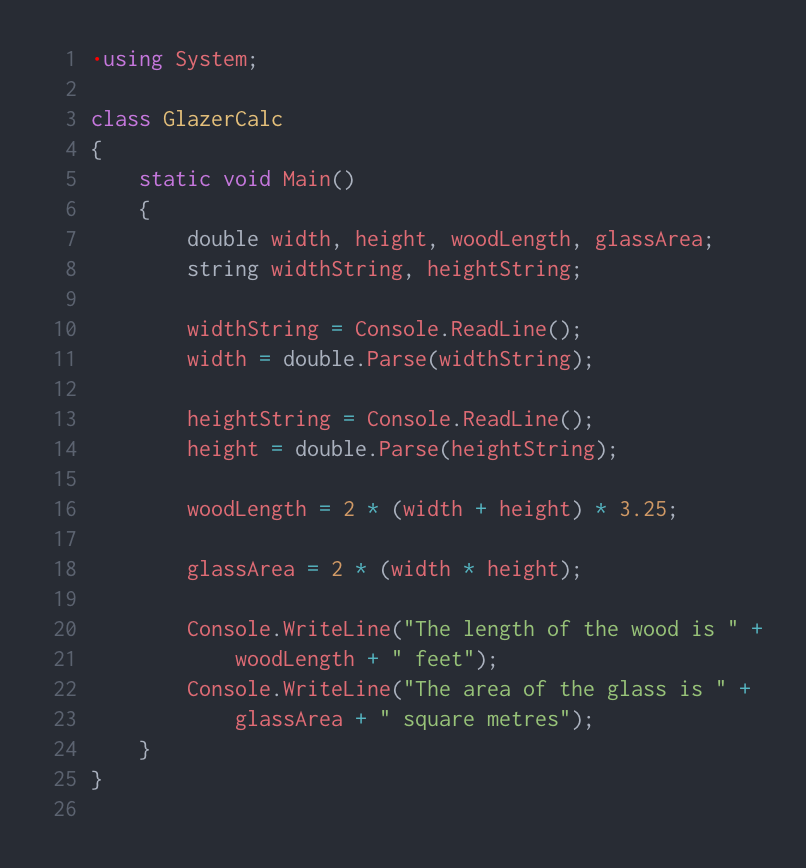 1 ·using System;
2
3 class GlazerCalc
4 {
5     static void Main()
6     {
7         double width, height, woodLength, glassArea;
8         string widthString, heightString;
9
10         widthString = Console.ReadLine();
11         width = double.Parse(widthString);
12
13         heightString = Console.ReadLine();
14         height = double.Parse(heightString);
15
16         woodLength = 2 * (width + height) * 3.25;
17
18         glassArea = 2 * (width * height);
19
20         Console.WriteLine("The length of the wood is " +
21             woodLength + " feet");
22         Console.WriteLine("The area of the glass is " +
23             glassArea + " square metres");
24     }
25 }
26